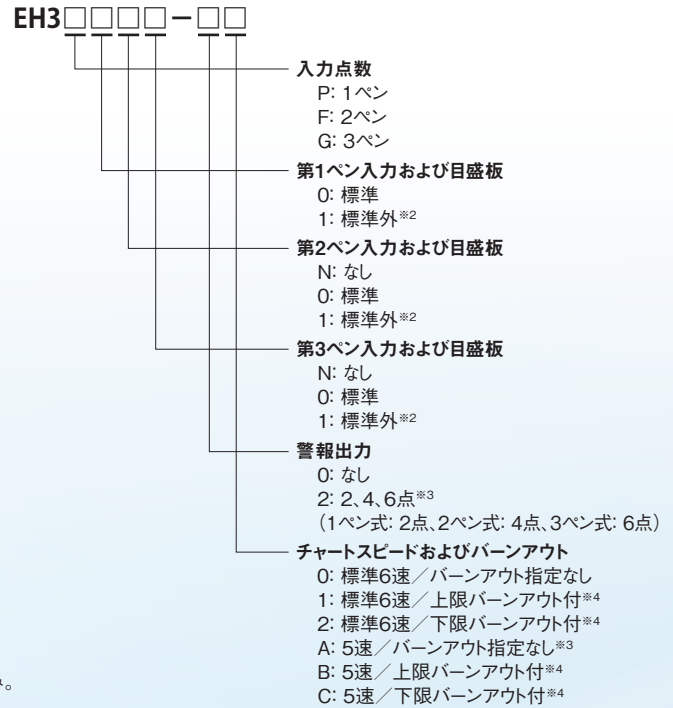 EH3□□□□－□□
入力点数
P: 1ペン
F: 2ペン
G: 3ペン
第1ペン入力および目盛板
0: 標準
1: 標準外※2
第2ペン入力および目盛板
N: なし
0: 標準
1: 標準外※2
第3ペン入力および目盛板
N: なし
0: 標準
1: 標準外※2
警報出力
0: なし
2: 2、4、6点※3
（1ペン式: 2点、2ペン式: 4点、3ペン式: 6点）
チャートスピードおよびバーンアウト
0: 標準6速／バーンアウト指定なし
1: 標準6速／上限バーンアウト付※4
2: 標準6速／下限バーンアウト付※4
A: 5速／バーンアウト指定なし※3
B: 5速／上限バーンアウト付※4
C: 5速／下限バーンアウト付※4
。